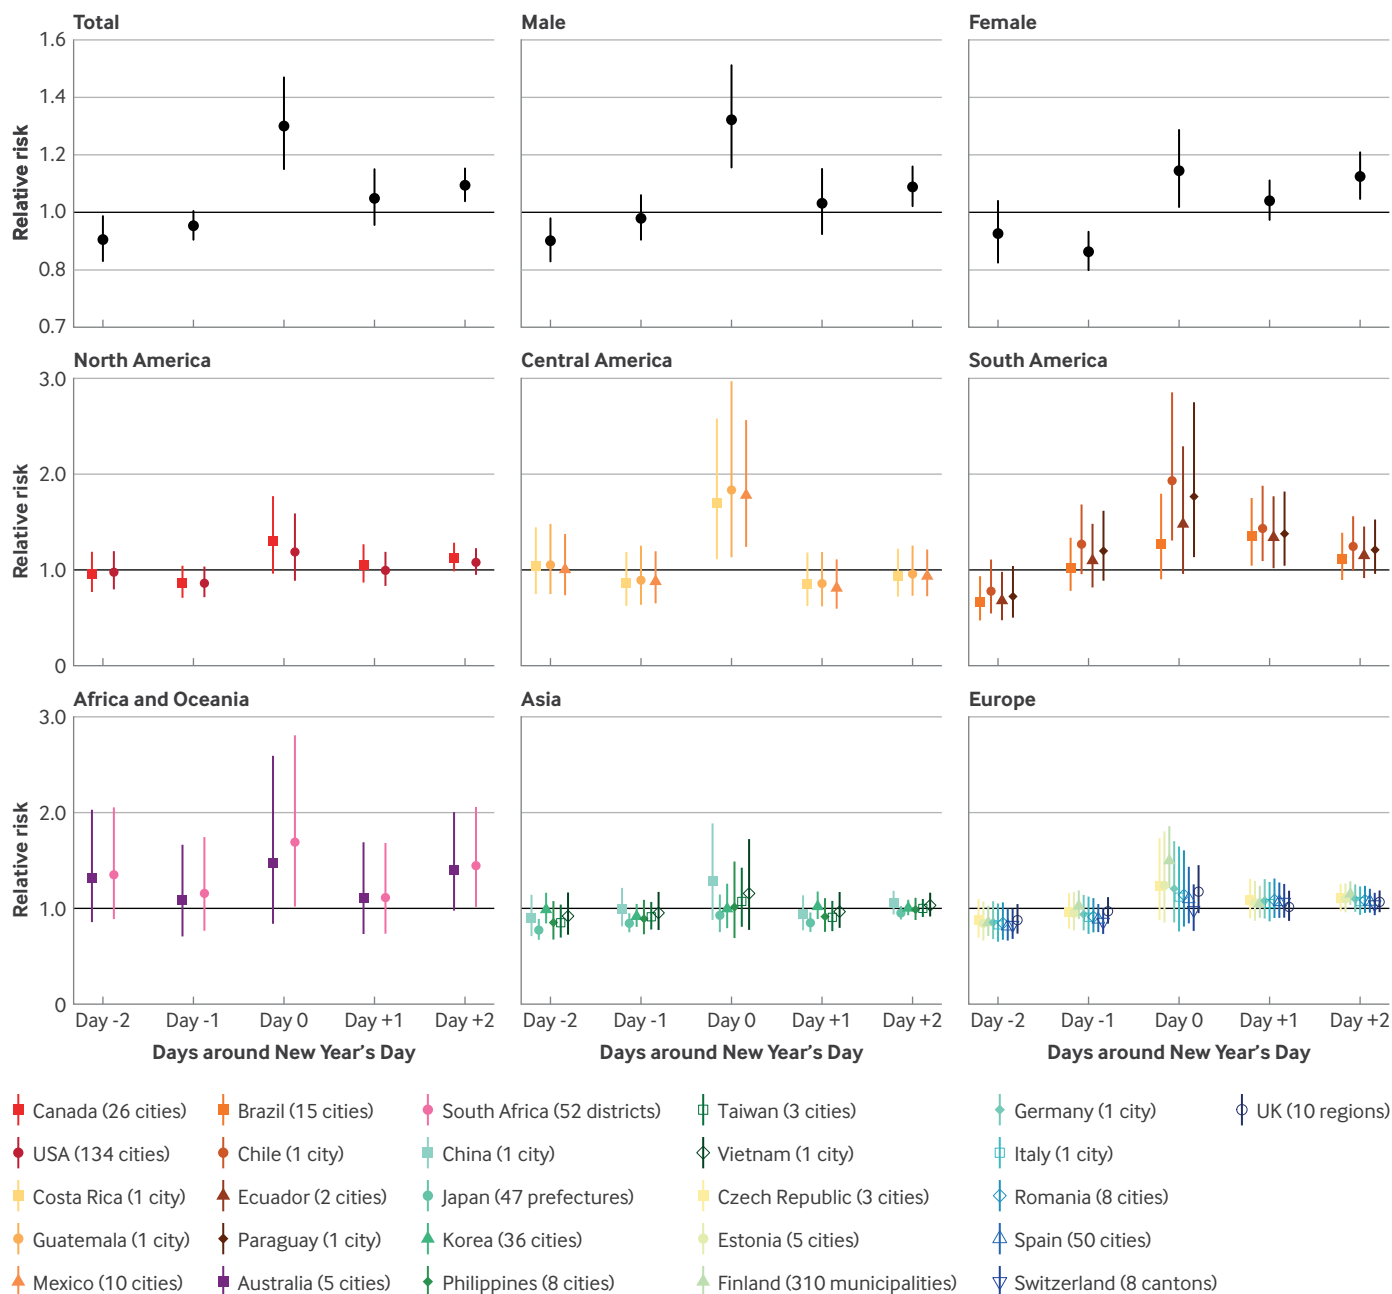 Total
Male
Female
Relative risk
1.6
1.4
1.2
1.0
0.8
0.7
North America
Central America
South America
Relative risk
3.0
2.0
1.0
0
Africa and Oceania
Asia
Europe
Relative risk
3.0
2.0
1.0
0
Day -2 Day -1 Day 0 Day +1 Day +2
Day -2 Day -1 Day 0 Day +1 Day +2
Day -2 Day -1 Day 0 Day +1 Day +2
Days around New Year’s Day
Days around New Year’s Day
Days around New Year’s Day
Canada (26 cities)
USA (134 cities)
Costa Rica (1 city)
Guatemala (1 city)
Mexico (10 cities)
Brazil (15 cities)
Chile (1 city)
Ecuador (2 cities)
Paraguay (1 city)
Australia (5 cities)
South Africa (52 districts)
China (1 city)
Japan (47 prefectures)
Korea (36 cities)
Philippines (8 cities)
Taiwan (3 cities)
Vietnam (1 city)
Czech Republic (3 cities)
Estonia (5 cities)
Finland (310 municipalities)
Germany (1 city)
Italy (1 city)
Romania (8 cities)
Spain (50 cities)
Switzerland (8 cantons)
UK (10 regions)